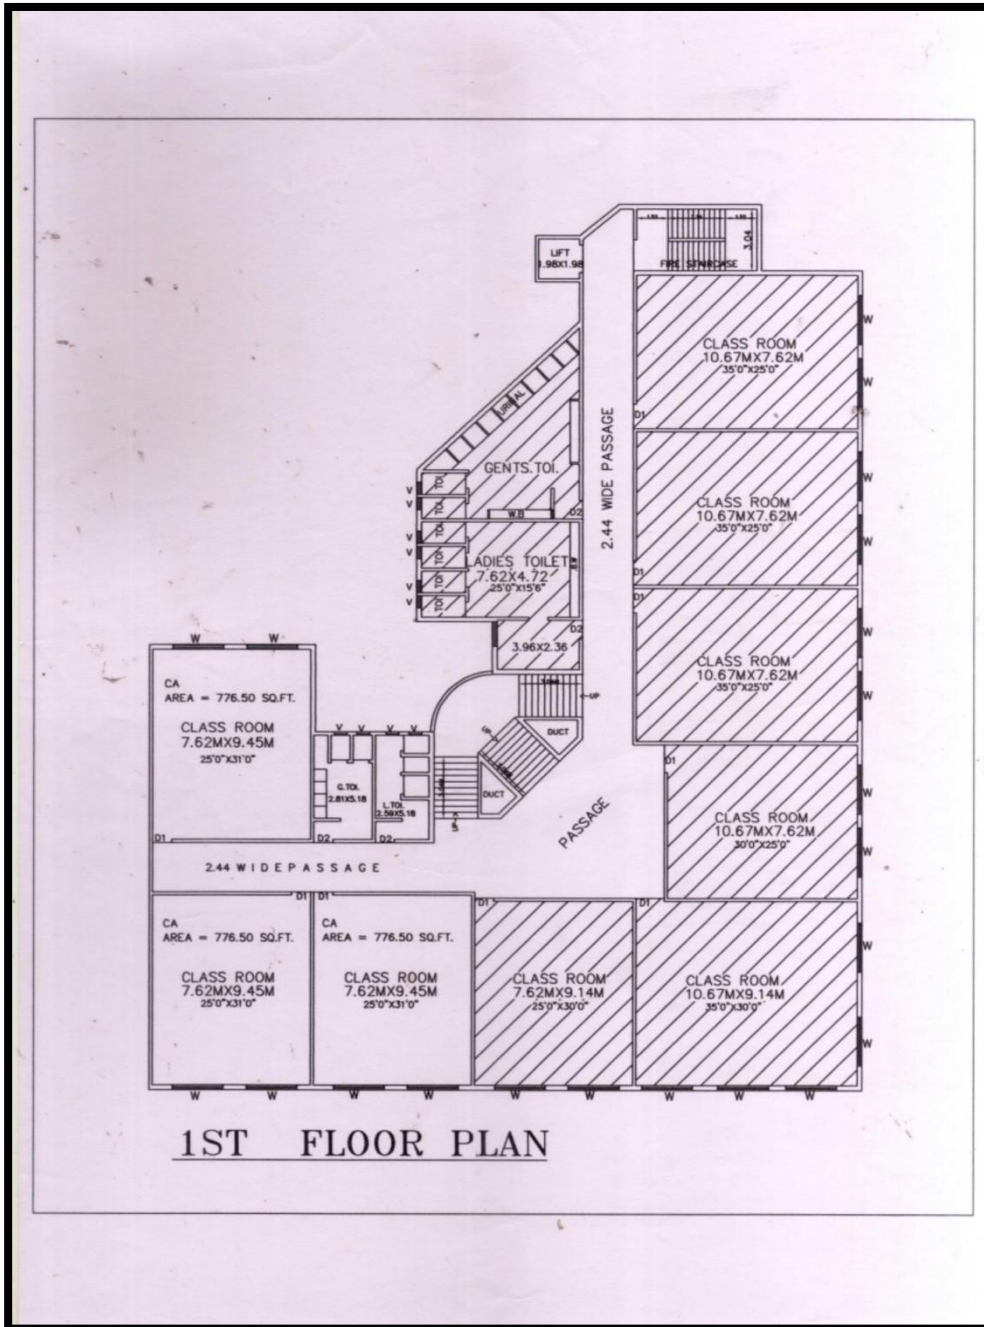 LIFT
1.98X1.98
1.50
1.50
3.04
FIRE STAIRCASE
CLASS ROOM
10.67MX7.62M
35'0"X25'0"
W
W
D1
URINAL
GENTS.TOI.
2.44 WIDE PASSAGE
V
TOI.
V
TOI.
W.B
D2
CLASS ROOM
10.67MX7.62M
35'0"X25'0"
W
W
D1
V
TOI.
V
TOI.
LADIES TOILET
7.62X4.72
25'0"X15'6"
V
TOI.
V
TOI.
D1
CLASS ROOM
10.67MX7.62M
35'0"X25'0"
W
W
D2
3.96X2.36
UP
UP
DUCT
DUCT
UP
W
W
CA
AREA = 776.50 SQ.FT.
CLASS ROOM
7.62MX9.45M
25'0"X31'0"
D1
V
V
V
V
G.TOI.
2.81X5.18
L.TOI.
2.59X5.18
D2
D2
PASSAGE
D1
CLASS ROOM
10.67MX7.62M
30'0"X25'0"
W
W
2.44 WIDE PASSAGE
D1
D1
CA
AREA = 776.50 SQ.FT.
CLASS ROOM
7.62MX9.45M
25'0"X31'0"
W
W
CA
AREA = 776.50 SQ.FT.
CLASS ROOM
7.62MX9.45M
25'0"X31'0"
W
W
D1
CLASS ROOM
7.62MX9.14M
25'0"X30'0"
W
W
D1
CLASS ROOM
10.67MX9.14M
35'0"X30'0"
W
W
W
W
W
1ST FLOOR PLAN